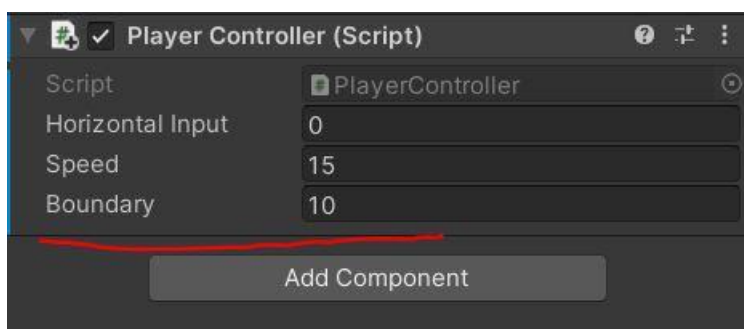 Player Controller (Script)
Script PlayerController
Horizontal Input 0
Speed 15
Boundary 10
Add Component